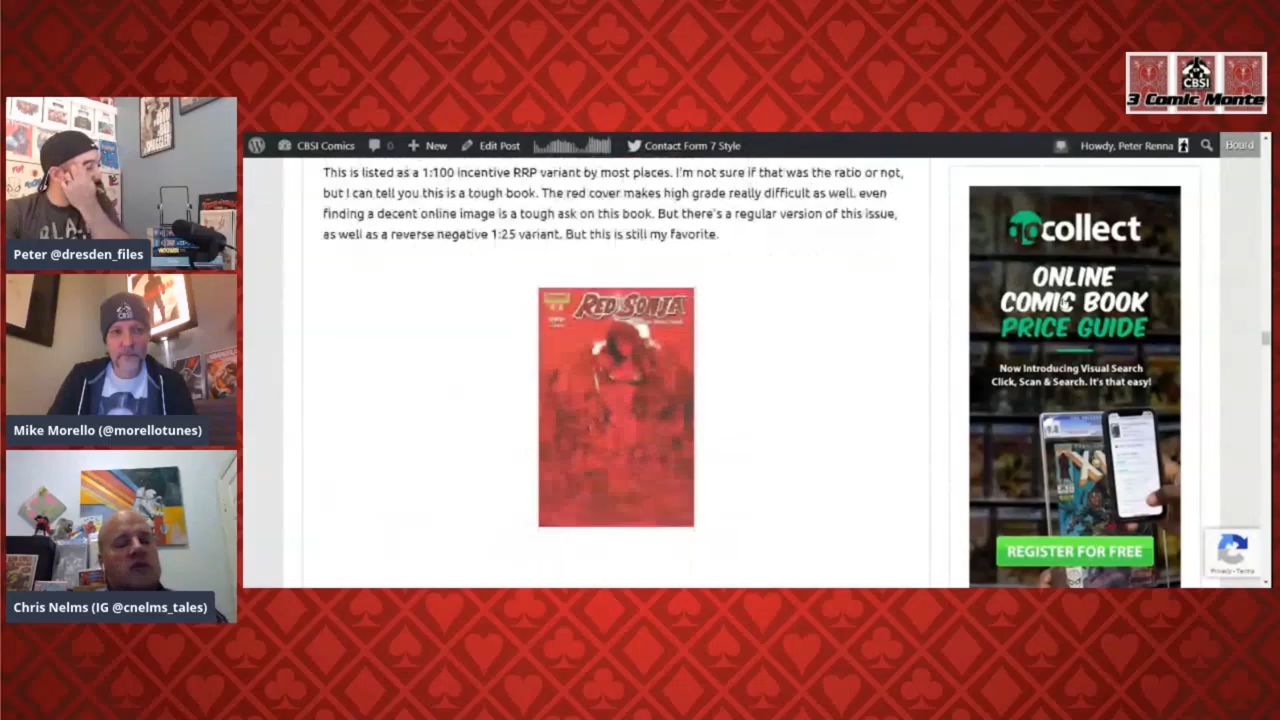 CBSI
3 Comic Monte
CBSI Comics
0
New
Edit Post
Contact Form 7 Style
Howdy, Peter Renna
This is listed as a 1:100 incentive RRP variant by most places. I'm not sure if that was the ratio or not,
but I can tell you this is a tough book. The red cover makes high grade really difficult as well. even
finding a decent online image is a tough ask on this book. But there's a regular version of this issue,
as well as a reverse negative 1:25 variant. But this is still my favorite.
RED SONJA
collect
ONLINE
COMIC BOOK
PRICE GUIDE
Now Introducing Visual Search
Click, Scan & Search. It's that easy!
REGISTER FOR FREE
Privacy - Terms
Peter @dresden_files
Mike Morello (@morellotunes)
Chris Nelms (IG @cnelms_tales)